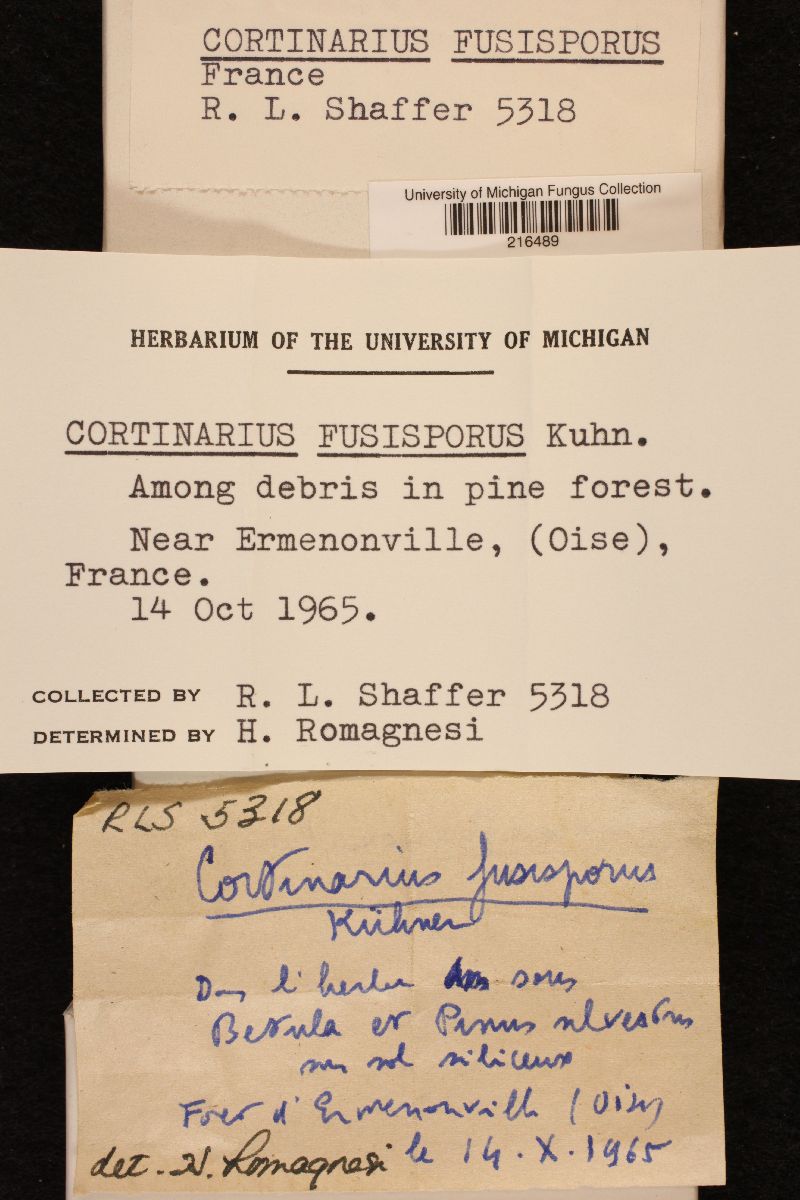 CORTINARIUS FUSISPORUS
France
R. L. Shaffer 5318
University of Michigan Fungus Collection
216489
HERBARIUM OF THE UNIVERSITY OF MICHIGAN
CORTINARIUS FUSISPORUS Kuhn.
Among debris in pine forest.
Near Ermenonville, (Oise),
France.
14 Oct 1965.
COLLECTED BY R. L. Shaffer 5318
DETERMINED BY H. Romagnesi
RLS 5318
Cortinarius fusisporus
Kühner
Dans l'herbe sous
Betula et Pinus silvestris
sur sol siliceux
Foret d'Ermenonville (Oise)
det. H. Romagnesi le 14.X.1965